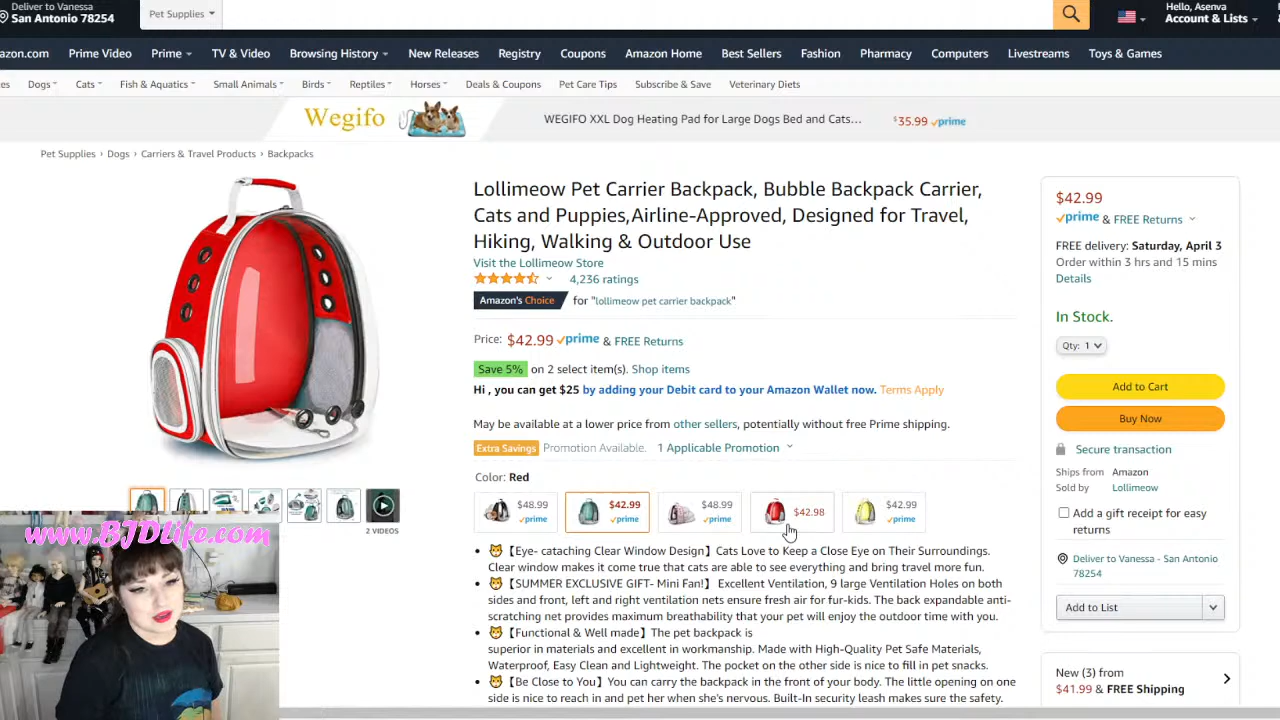 Deliver to Vanessa
San Antonio 78254
Pet Supplies
Hello, Asenva
Account & Lists
zon.com Prime Video Prime TV & Video Browsing History New Releases Registry Coupons Amazon Home Best Sellers Fashion Pharmacy Computers Livestreams Toys & Games
Dogs Cats Fish & Aquatics Small Animals Birds Reptiles Horses Deals & Coupons Pet Care Tips Subscribe & Save Veterinary Diets
Wegifo
WEGIFO XXL Dog Heating Pad for Large Dogs Bed and Cats… $35.99 prime
Pet Supplies › Dogs › Carriers & Travel Products › Backpacks
Lollimeow Pet Carrier Backpack, Bubble Backpack Carrier,
Cats and Puppies,Airline-Approved, Designed for Travel,
Hiking, Walking & Outdoor Use
Visit the Lollimeow Store
4,236 ratings
Amazon's Choice for "lollimeow pet carrier backpack"
Price: $42.99 prime & FREE Returns
Save 5% on 2 select item(s). Shop items
Hi , you can get $25 by adding your Debit card to your Amazon Wallet now. Terms Apply
May be available at a lower price from other sellers, potentially without free Prime shipping.
Extra Savings Promotion Available. 1 Applicable Promotion
Color: Red
$48.99 prime
$42.99 prime
$48.99 prime
$42.98
$42.99 prime
2 VIDEOS
【Eye- cataching Clear Window Design】Cats Love to Keep a Close Eye on Their Surroundings.
Clear window makes it come true that cats are able to see everything and bring travel more fun.
【SUMMER EXCLUSIVE GIFT- Mini Fan!】 Excellent Ventilation, 9 large Ventilation Holes on both
sides and front, left and right ventilation nets ensure fresh air for fur-kids. The back expandable anti-
scratching net provides maximum breathability that your pet will enjoy the outdoor time with you.
【Functional & Well made】The pet backpack is
superior in materials and excellent in workmanship. Made with High-Quality Pet Safe Materials,
Waterproof, Easy Clean and Lightweight. The pocket on the other side is nice to fill in pet snacks.
【Be Close to You】You can carry the backpack in the front of your body. The little opening on one
side is nice to reach in and pet her when she's nervous. Built-In security leash makes sure the safety.
$42.99
prime & FREE Returns
FREE delivery: Saturday, April 3
Order within 3 hrs and 15 mins
Details
In Stock.
Qty: 1
Add to Cart
Buy Now
Secure transaction
Ships from Amazon
Sold by Lollimeow
Add a gift receipt for easy
returns
Deliver to Vanessa - San Antonio
78254
Add to List
New (3) from
$41.99 & FREE Shipping
www.BJDLife.com